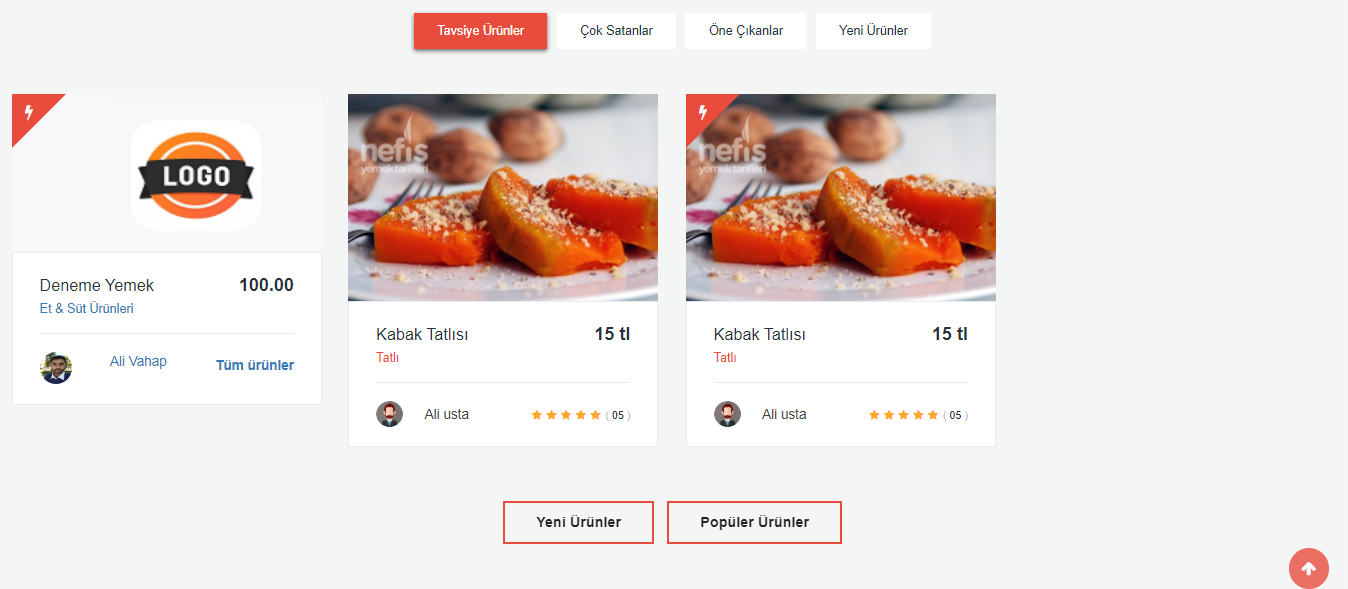 Tavsiye Ürünler
Çok Satanlar
Öne Çıkanlar
Yeni Ürünler
LOGO
Deneme Yemek
100.00
Et & Süt Ürünleri
Ali Vahap
Tüm ürünler
nefis
yemek tarifleri
Kabak Tatlısı
15 tl
Tatlı
Ali usta
( 05 )
nefis
yemek tarifleri
Kabak Tatlısı
15 tl
Tatlı
Ali usta
( 05 )
Yeni Ürünler
Popüler Ürünler